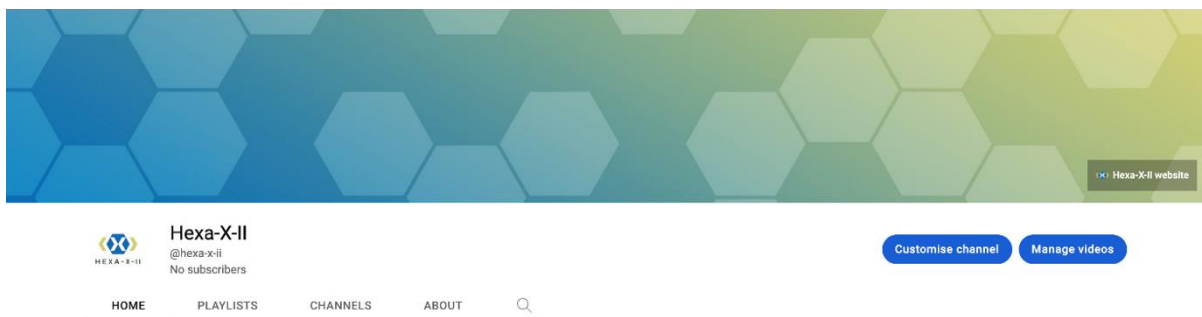 Hexa-X-II website
HEXA-X-II
Hexa-X-II
@hexa-x-ii
No subscribers
Customise channel
Manage videos
HOME PLAYLISTS CHANNELS ABOUT